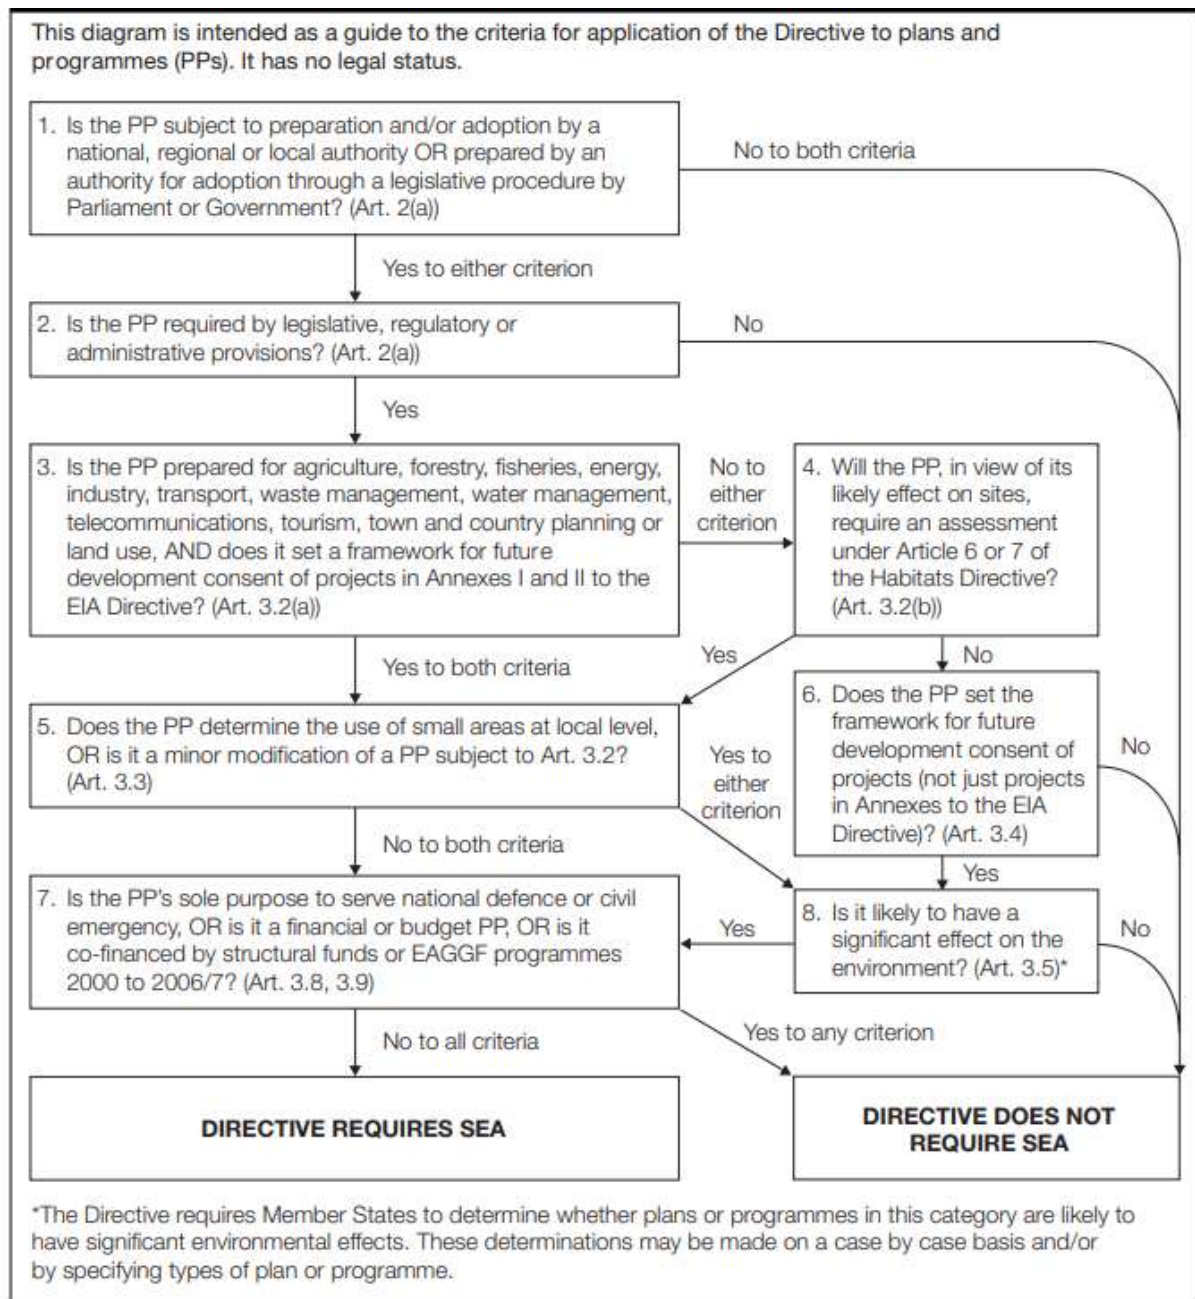 This diagram is intended as a guide to the criteria for application of the Directive to plans and
programmes (PPs). It has no legal status.
1. Is the PP subject to preparation and/or adoption by a
national, regional or local authority OR prepared by an
authority for adoption through a legislative procedure by
Parliament or Government? (Art. 2(a))
No to both criteria
Yes to either criterion
2. Is the PP required by legislative, regulatory or
administrative provisions? (Art. 2(a))
No
Yes
3. Is the PP prepared for agriculture, forestry, fisheries, energy,
industry, transport, waste management, water management,
telecommunications, tourism, town and country planning or
land use, AND does it set a framework for future
development consent of projects in Annexes I and II to the
EIA Directive? (Art. 3.2(a))
No to
either
criterion
4. Will the PP, in view of its
likely effect on sites,
require an assessment
under Article 6 or 7 of
the Habitats Directive?
(Art. 3.2(b))
Yes to both criteria
Yes
No
5. Does the PP determine the use of small areas at local level,
OR is it a minor modification of a PP subject to Art. 3.2?
(Art. 3.3)
Yes to
either
criterion
6. Does the PP set the
framework for future
development consent of
projects (not just projects
in Annexes to the EIA
Directive)? (Art. 3.4)
No
No to both criteria
Yes
7. Is the PP's sole purpose to serve national defence or civil
emergency, OR is it a financial or budget PP, OR is it
co-financed by structural funds or EAGGF programmes
2000 to 2006/7? (Art. 3.8, 3.9)
Yes
8. Is it likely to have a
significant effect on the
environment? (Art. 3.5)*
No
No to all criteria
Yes to any criterion
DIRECTIVE REQUIRES SEA
DIRECTIVE DOES NOT
REQUIRE SEA
*The Directive requires Member States to determine whether plans or programmes in this category are likely to
have significant environmental effects. These determinations may be made on a case by case basis and/or
by specifying types of plan or programme.